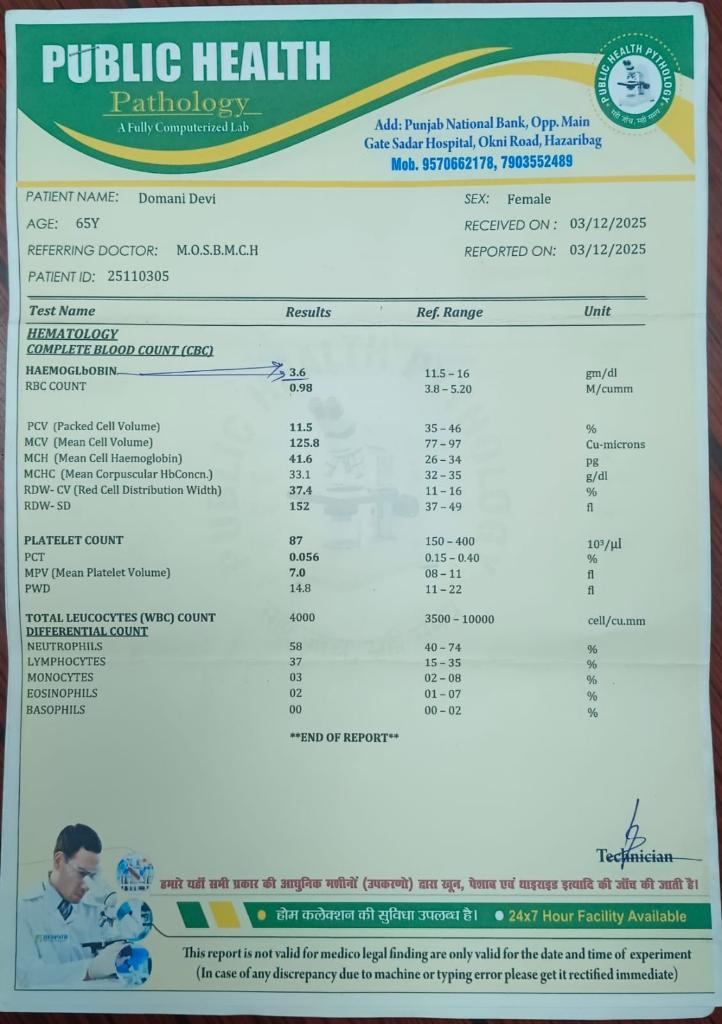 PUBLIC HEALTH
Pathology
A Fully Computerized Lab
PUBLIC HEALTH PYTHOLOGY
सही जाँच, सही समय
Add: Punjab National Bank, Opp. Main
Gate Sadar Hospital, Okni Road, Hazaribag
Mob. 9570662178, 7903552489
PATIENT NAME: Domani Devi SEX: Female
AGE: 65Y RECEIVED ON : 03/12/2025
REFERRING DOCTOR: M.O.S.B.M.C.H REPORTED ON: 03/12/2025
PATIENT ID: 25110305
Test Name Results Ref. Range Unit
HEMATOLOGY
COMPLETE BLOOD COUNT (CBC)
HAEMOGLbOBIN 3.6 11.5 – 16 gm/dl
RBC COUNT 0.98 3.8 – 5.20 M/cumm
PCV (Packed Cell Volume) 11.5 35 – 46 %
MCV (Mean Cell Volume) 125.8 77 – 97 Cu-microns
MCH (Mean Cell Haemoglobin) 41.6 26 – 34 pg
MCHC (Mean Corpuscular HbConcn.) 33.1 32 – 35 g/dl
RDW- CV (Red Cell Distribution Width) 37.4 11 – 16 %
RDW- SD 152 37 – 49 fl
PLATELET COUNT 87 150 – 400 10³/µl
PCT 0.056 0.15 – 0.40 %
MPV (Mean Platelet Volume) 7.0 08 – 11 fl
PWD 14.8 11 – 22 fl
TOTAL LEUCOCYTES (WBC) COUNT 4000 3500 – 10000 cell/cu.mm
DIFFERENTIAL COUNT
NEUTROPHILS 58 40 – 74 %
LYMPHOCYTES 37 15 – 35 %
MONOCYTES 03 02 – 08 %
EOSINOPHILS 02 01 – 07 %
BASOPHILS 00 00 – 02 %
**END OF REPORT**
Technician
हमारे यहाँ सभी प्रकार की आधुनिक मशीनों (उपकरणो) द्वारा खून, पेशाब एवं थाइराइड इत्यादि की जाँच की जाती है।
होम कलेक्शन की सुविधा उपलब्ध है। 24x7 Hour Facility Available
This report is not valid for medico legal finding are only valid for the date and time of experiment
(In case of any discrepancy due to machine or typing error please get it rectified immediate)